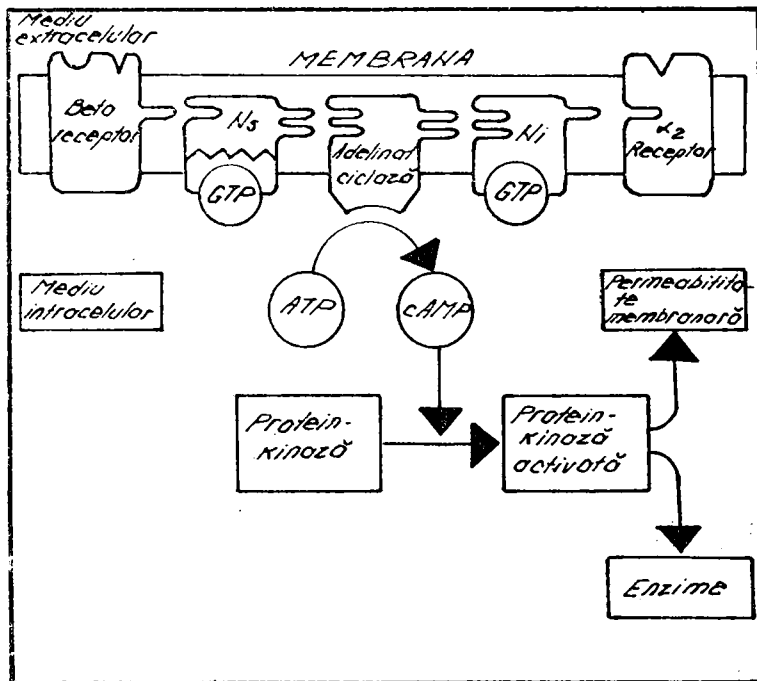 Mediu
extracelular
MEMBRANA
Beta
receptor
Ns
GTP
Adelinat
ciclază
Ni
GTP
α2
Receptor
Mediu
intracelular
ATP
cAMP
Permeabitita-
te
membranară
Protein-
kinază
Protein-
kinază
activată
Enzime